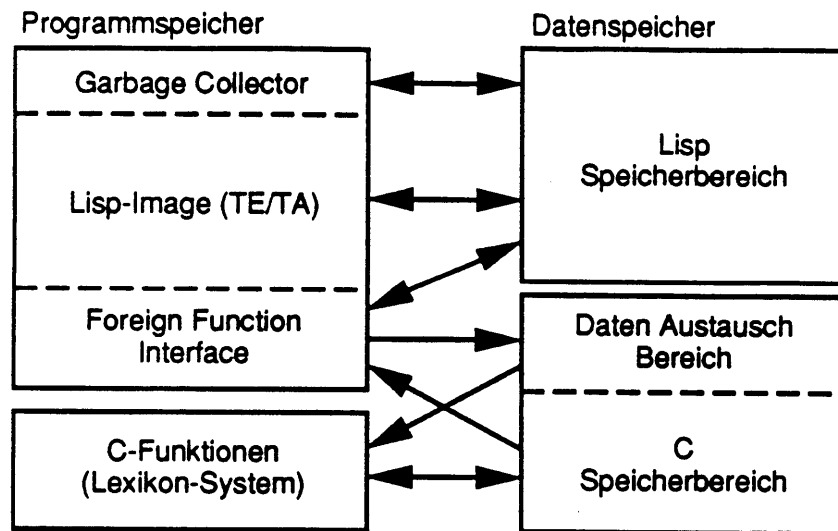 Programmspeicher
Garbage Collector
Lisp-Image (TE/TA)
Foreign Function
Interface
C-Funktionen
(Lexikon-System)
Datenspeicher
Lisp
Speicherbereich
Daten Austausch
Bereich
C
Speicherbereich